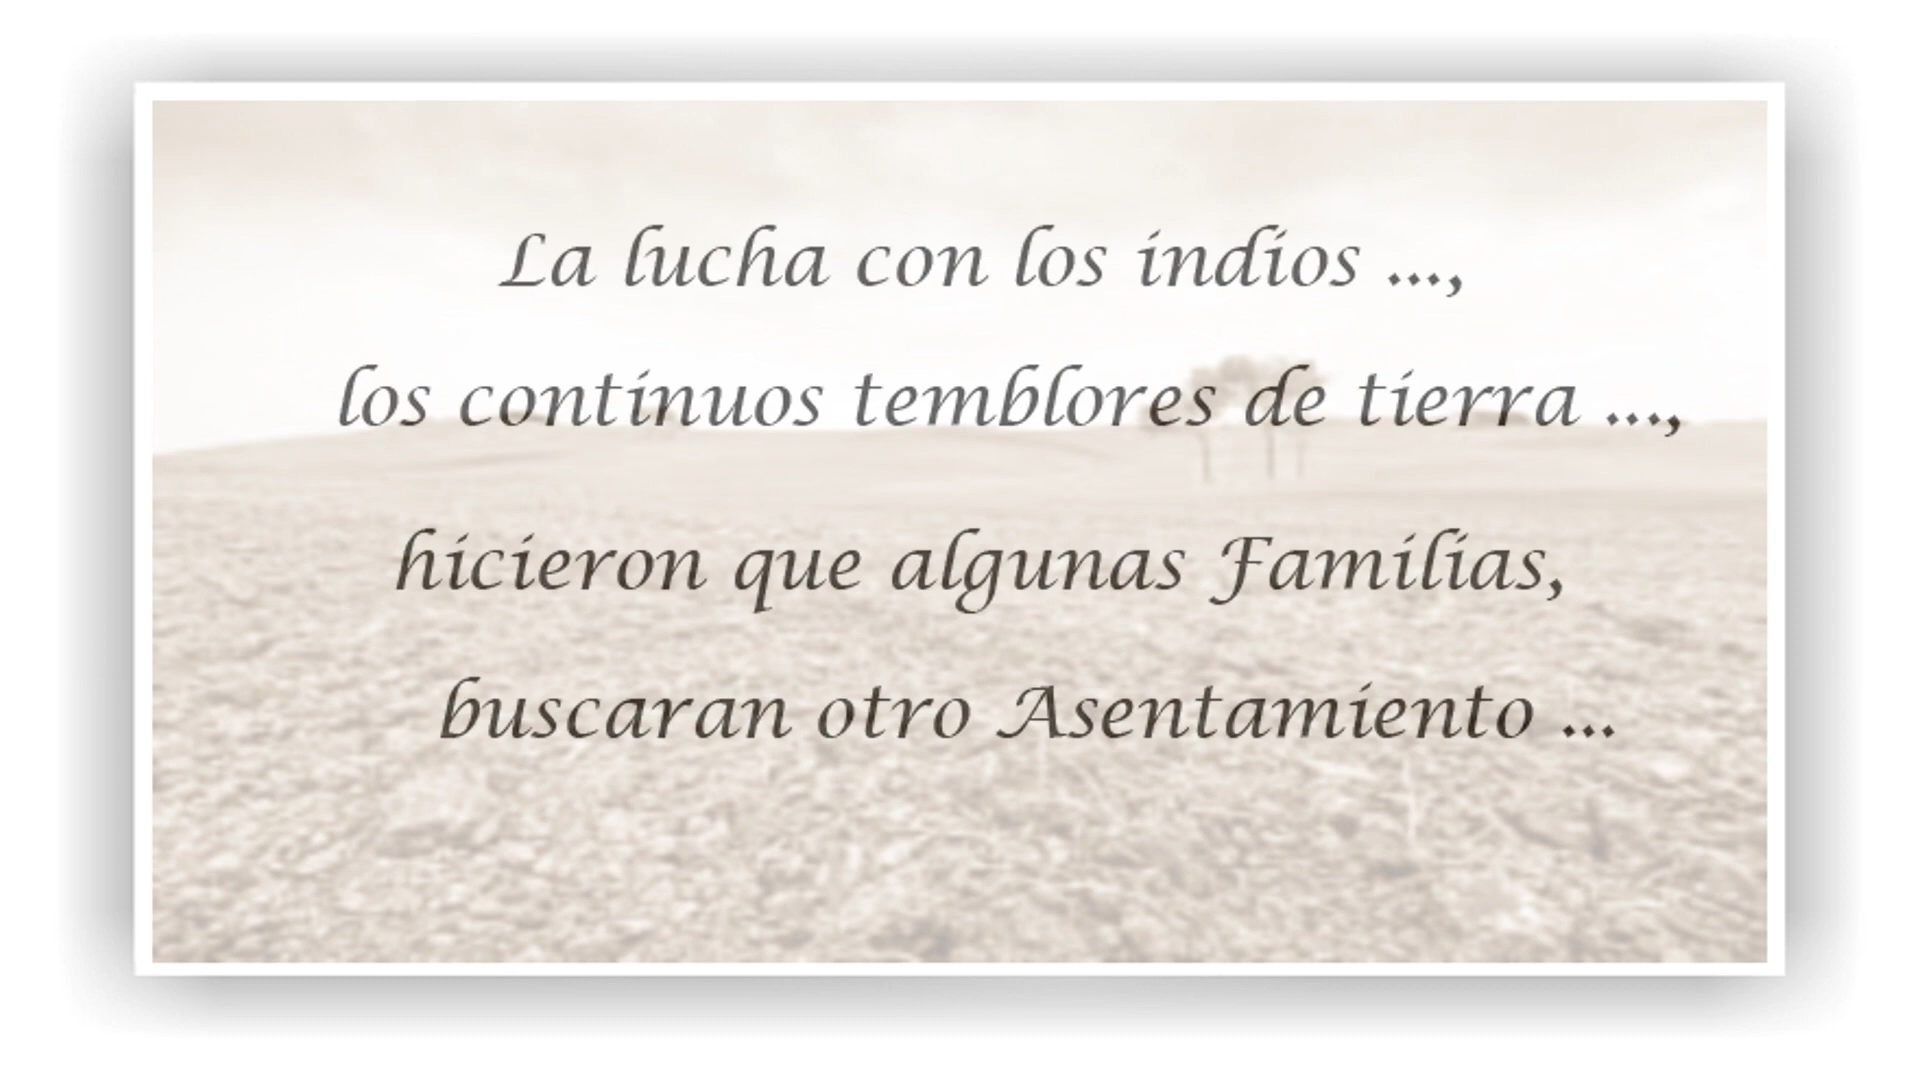 La lucha con los indios ...,
los continuos temblores de tierra ...,
hicieron que algunas Familias,
buscaran otro Asentamiento ...